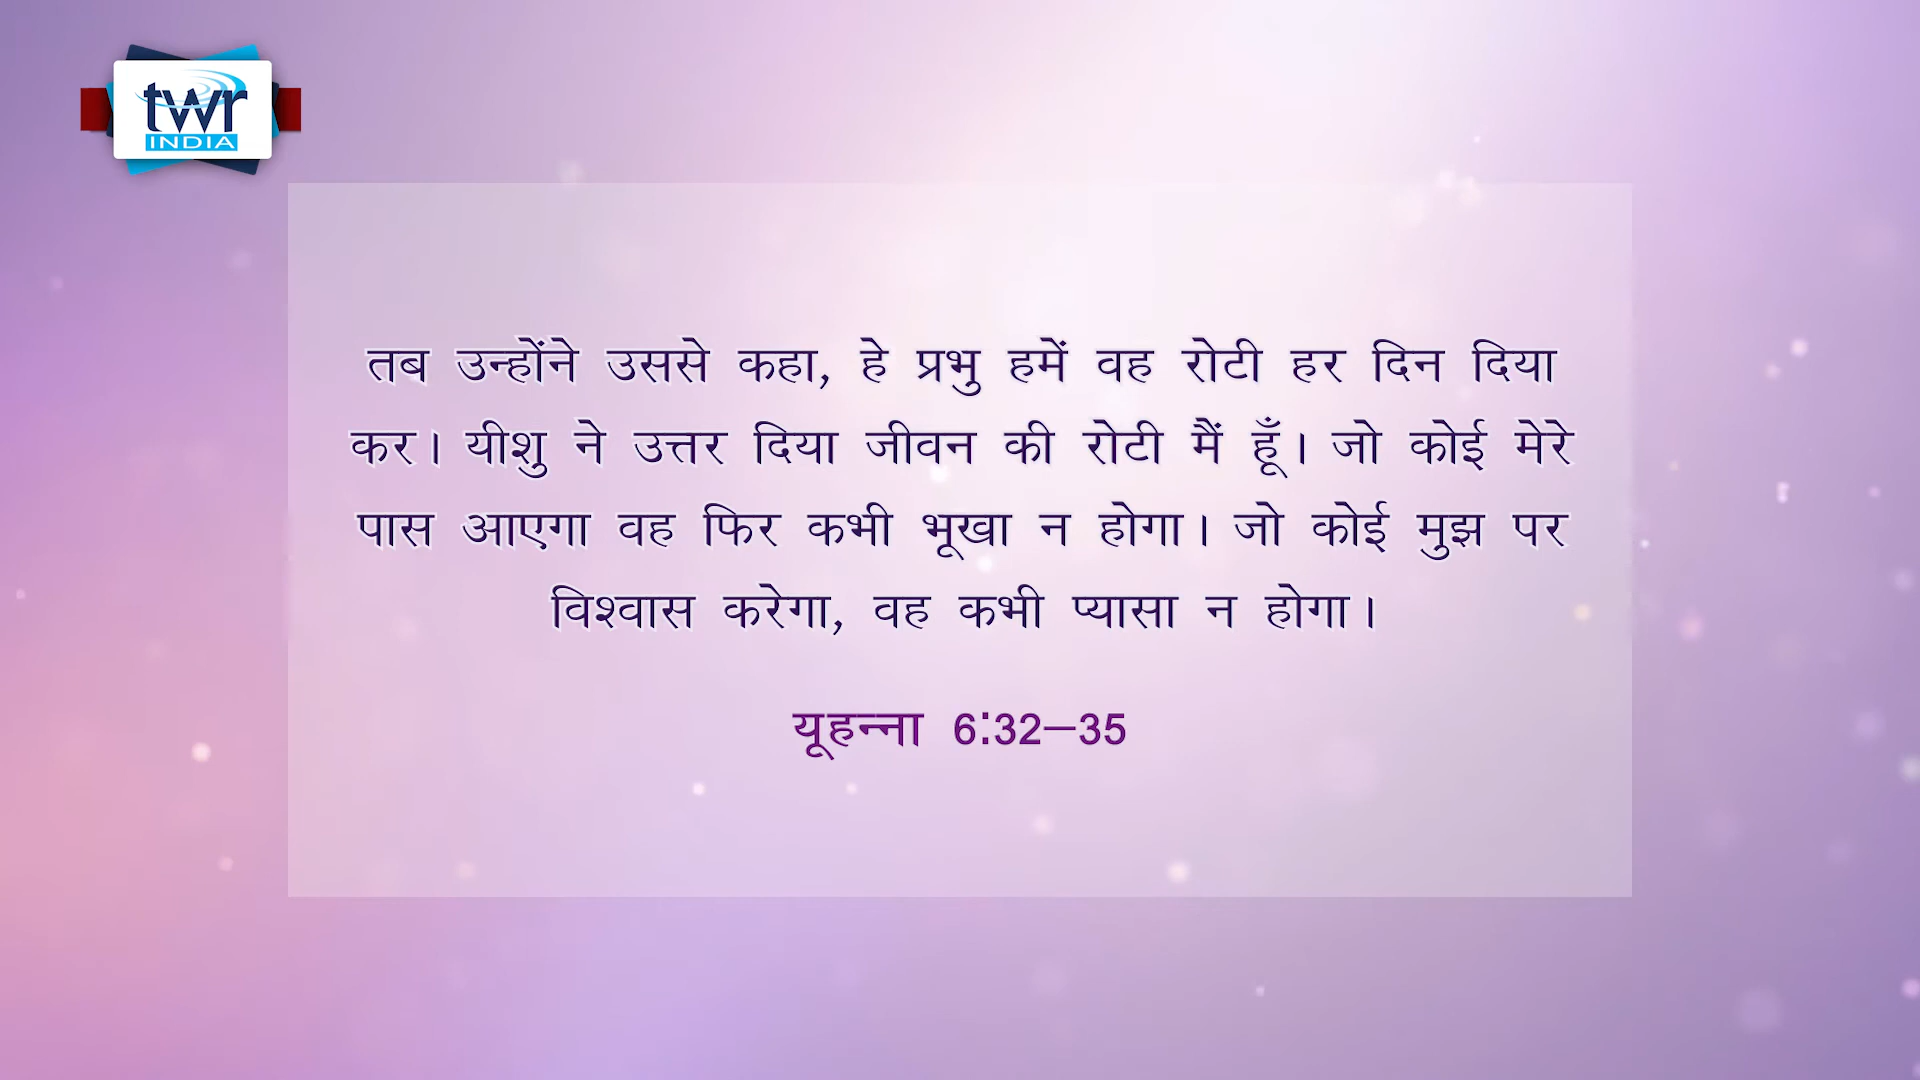 twr
INDIA
तब उन्होंने उससे कहा, हे प्रभु हमें वह रोटी हर दिन दिया
कर। यीशु ने उत्तर दिया जीवन की रोटी मैं हूँ। जो कोई मेरे
पास आएगा वह फिर कभी भूखा न होगा। जो कोई मुझ पर
विश्वास करेगा, वह कभी प्यासा न होगा।
यूहन्ना 6:32–35